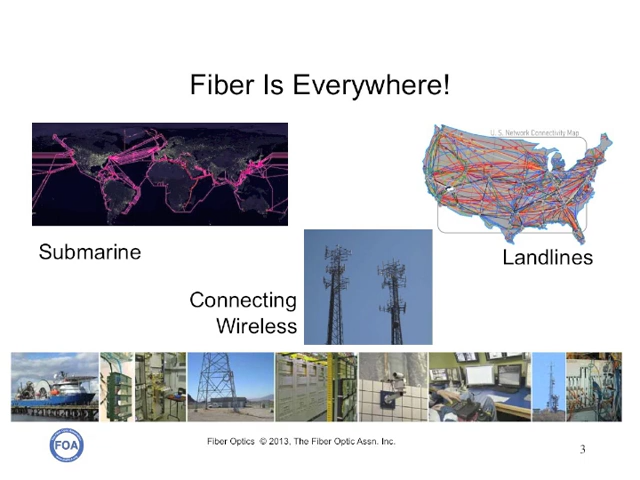 Fiber Is Everywhere!
U. S. Network Connectivity Map
Submarine
Landlines
Connecting
Wireless
FOA
Fiber Optics © 2013, The Fiber Optic Assn. Inc.
3